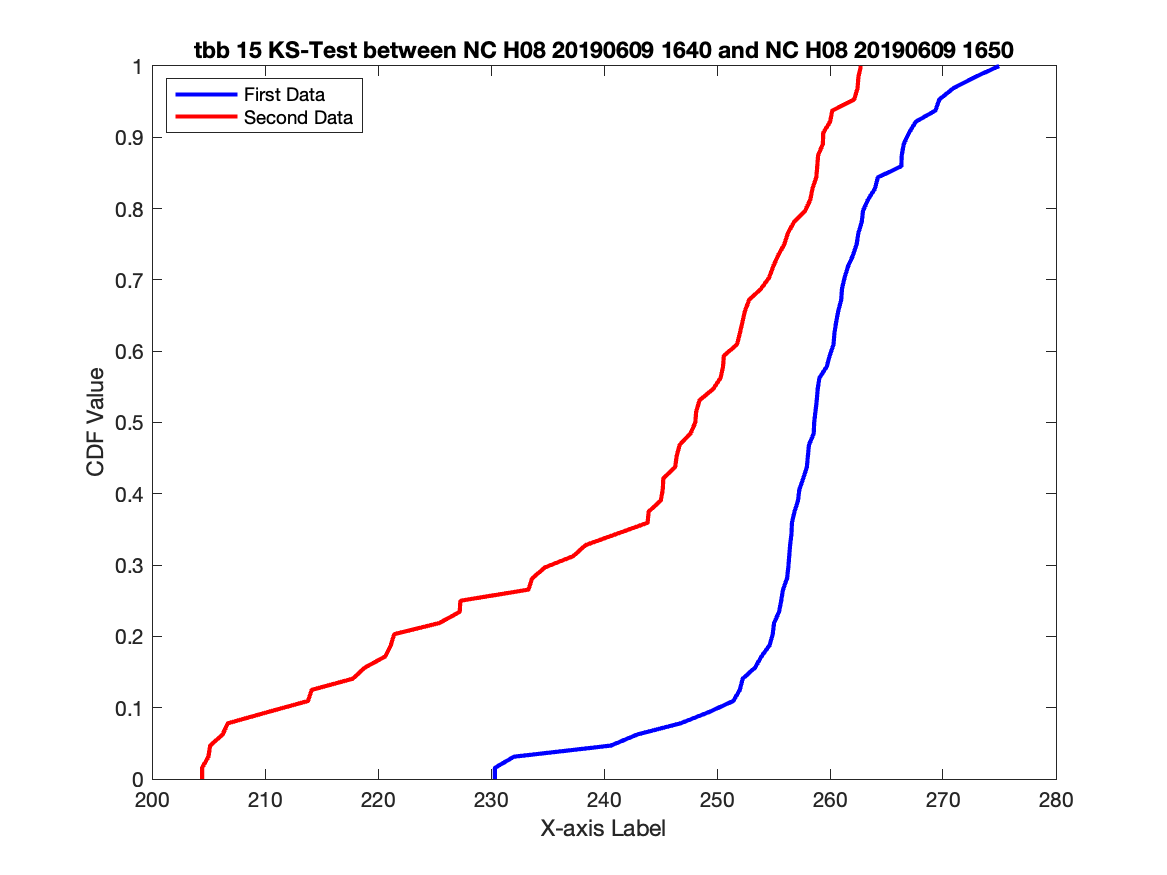 tbb 15 KS-Test between NC H08 20190609 1640 and NC H08 20190609 1650
First Data
Second Data
1
0.9
0.8
0.7
0.6
0.5
0.4
0.3
0.2
0.1
0
CDF Value
200 210 220 230 240 250 260 270 280
X-axis Label